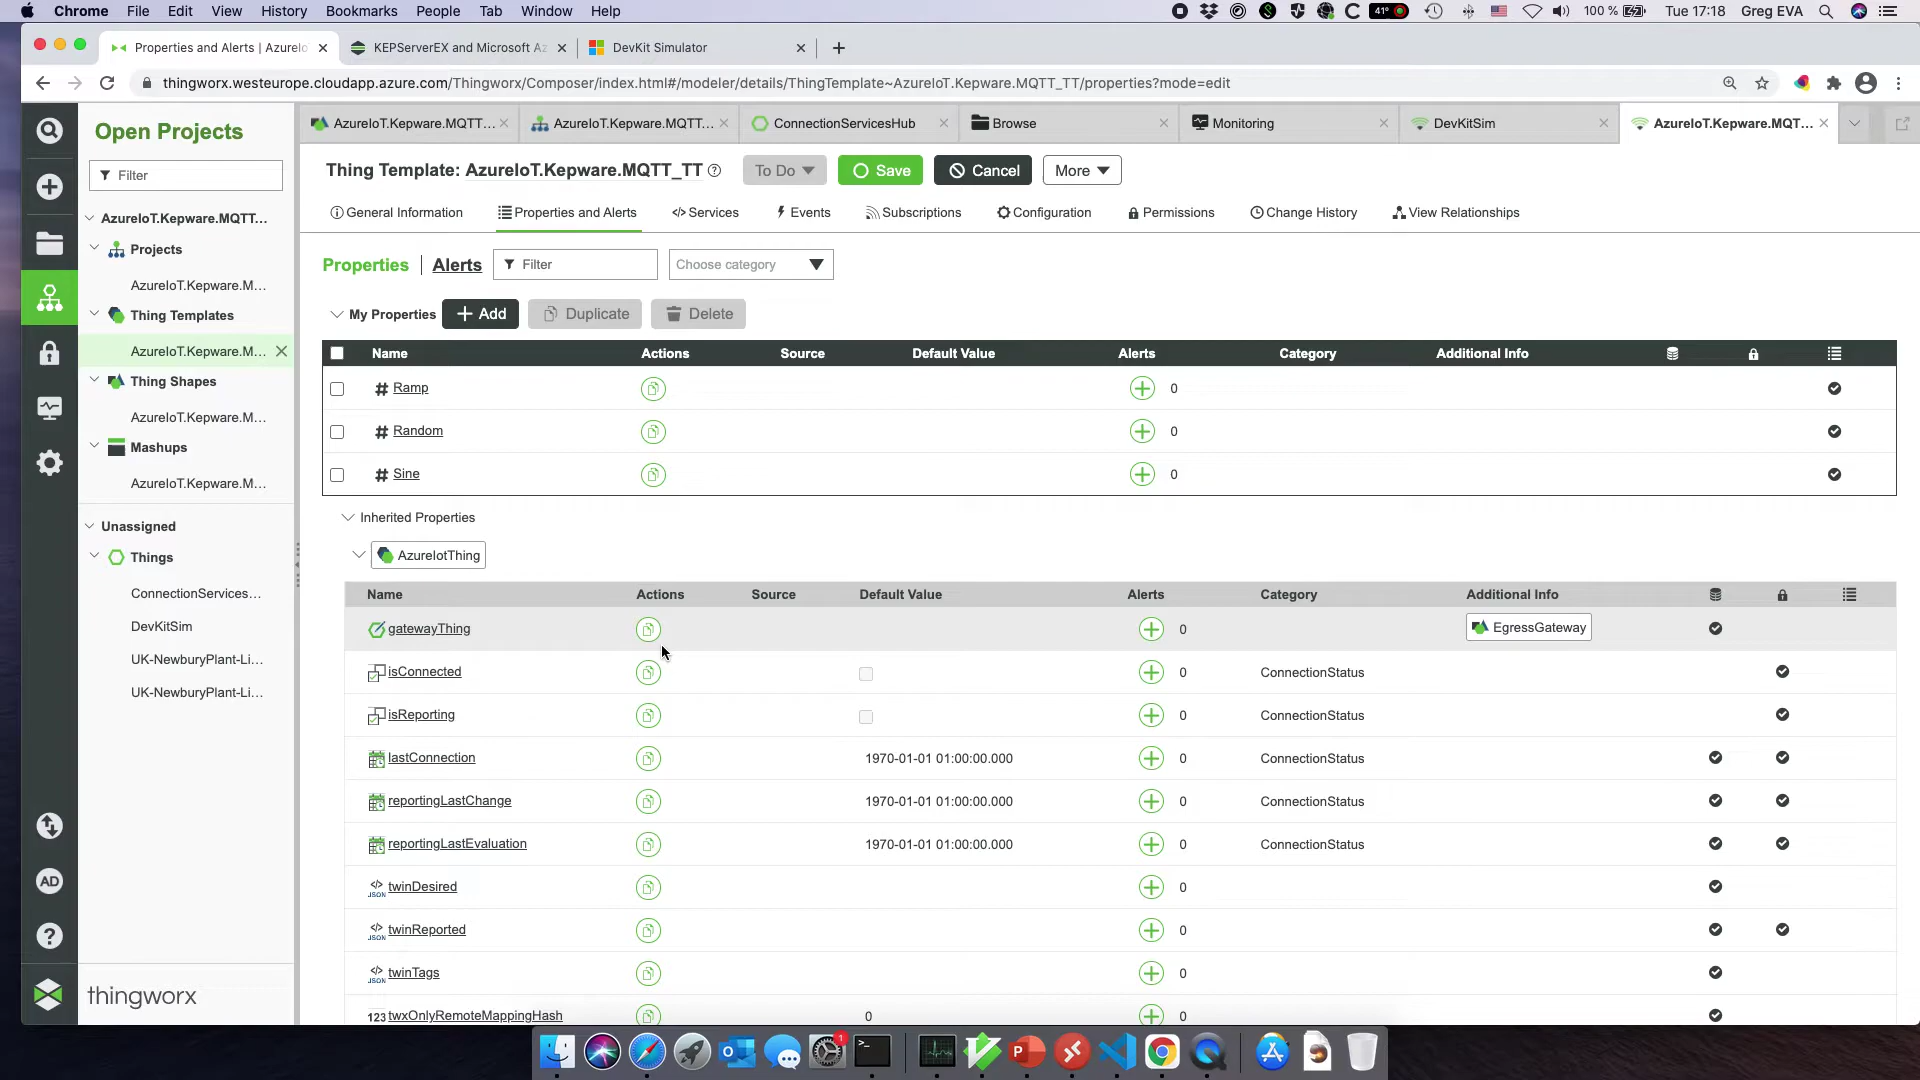 Chrome File Edit View History Bookmarks People Tab Window Help 41° 100 % Tue 17:18 Greg EVA
Properties and Alerts | AzureIo
KEPServerEX and Microsoft Az
DevKit Simulator
thingworx.westeurope.cloudapp.azure.com/Thingworx/Composer/index.html#/modeler/details/ThingTemplate~AzureIoT.Kepware.MQTT_TT/properties?mode=edit
AzureIoT.Kepware.MQTT... AzureIoT.Kepware.MQTT... ConnectionServicesHub Browse Monitoring DevKitSim AzureIoT.Kepware.MQT...
Open Projects
Filter
AzureIoT.Kepware.MQTT...
Projects
AzureIoT.Kepware.M...
Thing Templates
AzureIoT.Kepware.M...
Thing Shapes
AzureIoT.Kepware.M...
Mashups
AzureIoT.Kepware.M...
Unassigned
Things
ConnectionServices...
DevKitSim
UK-NewburyPlant-Li...
UK-NewburyPlant-Li...
AD
thingworx
Thing Template: AzureIoT.Kepware.MQTT_TT To Do Save Cancel More
General Information Properties and Alerts Services Events Subscriptions Configuration Permissions Change History View Relationships
Properties | Alerts Filter Choose category
My Properties + Add Duplicate Delete
Name Actions Source Default Value Alerts Category Additional Info
# Ramp 0
# Random 0
# Sine 0
Inherited Properties
AzureIotThing
Name Actions Source Default Value Alerts Category Additional Info
gatewayThing 0 EgressGateway
isConnected 0 ConnectionStatus
isReporting 0 ConnectionStatus
lastConnection 1970-01-01 01:00:00.000 0 ConnectionStatus
reportingLastChange 1970-01-01 01:00:00.000 0 ConnectionStatus
reportingLastEvaluation 1970-01-01 01:00:00.000 0 ConnectionStatus
JSON twinDesired 0
JSON twinReported 0
JSON twinTags 0
123 twxOnlyRemoteMappingHash 0 0